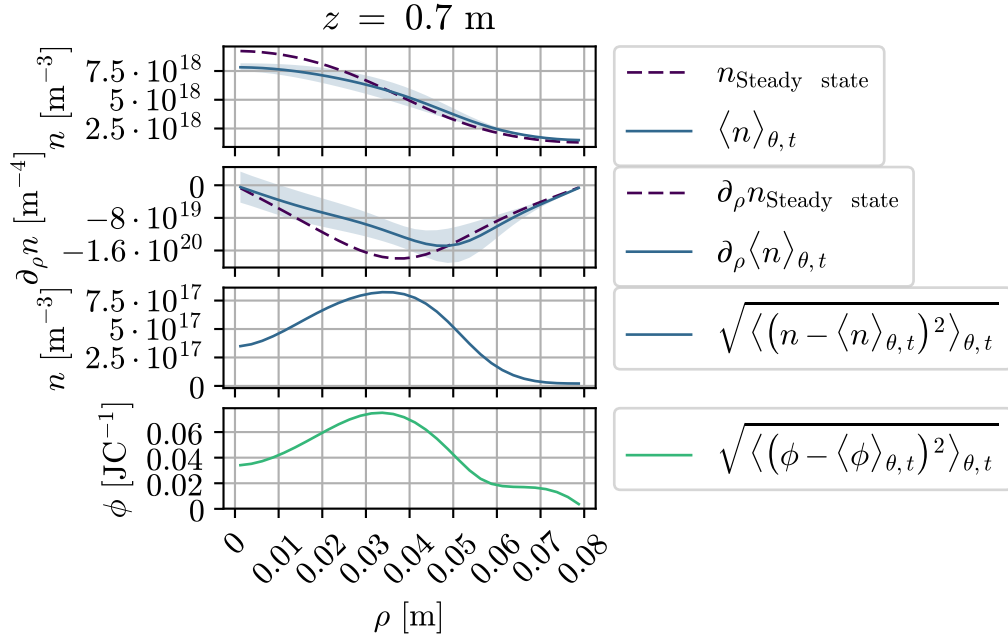 z = 0.7 m
n [m⁻³]
7.5 · 10¹⁸
5 · 10¹⁸
2.5 · 10¹⁸
n_Steady state
⟨n⟩_θ, t
∂_ρ n [m⁻⁴]
0
−8 · 10¹⁹
−1.6 · 10²⁰
∂_ρ n_Steady state
∂_ρ ⟨n⟩_θ, t
n [m⁻³]
7.5 · 10¹⁷
5 · 10¹⁷
2.5 · 10¹⁷
0
√⟨(n − ⟨n⟩_θ, t)²⟩_θ, t
ϕ [JC⁻¹]
0.06
0.04
0.02
0
√⟨(ϕ − ⟨ϕ⟩_θ, t)²⟩_θ, t
0 0.01 0.02 0.03 0.04 0.05 0.06 0.07 0.08
ρ [m]